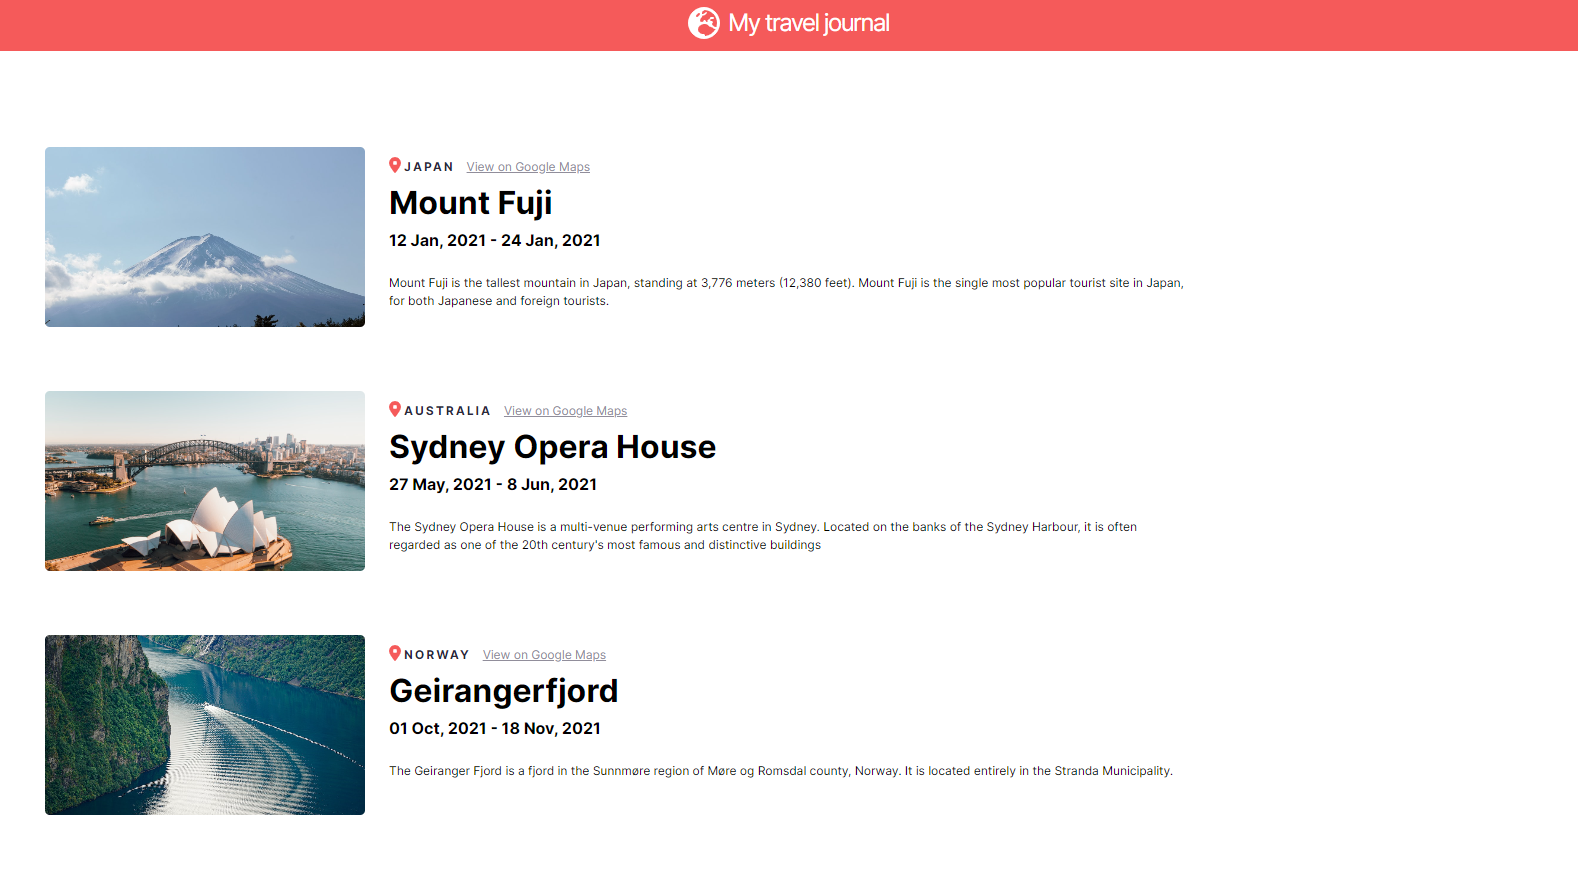 My travel journal
JAPAN View on Google Maps
Mount Fuji
12 Jan, 2021 - 24 Jan, 2021
Mount Fuji is the tallest mountain in Japan, standing at 3,776 meters (12,380 feet). Mount Fuji is the single most popular tourist site in Japan,
for both Japanese and foreign tourists.
AUSTRALIA View on Google Maps
Sydney Opera House
27 May, 2021 - 8 Jun, 2021
The Sydney Opera House is a multi-venue performing arts centre in Sydney. Located on the banks of the Sydney Harbour, it is often
regarded as one of the 20th century's most famous and distinctive buildings
NORWAY View on Google Maps
Geirangerfjord
01 Oct, 2021 - 18 Nov, 2021
The Geiranger Fjord is a fjord in the Sunnmøre region of Møre og Romsdal county, Norway. It is located entirely in the Stranda Municipality.